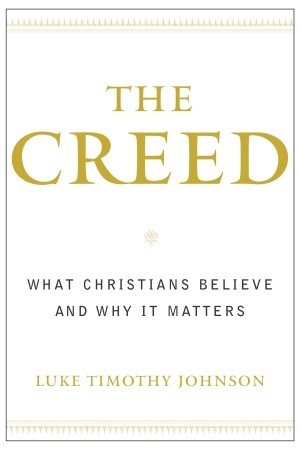 THE
CREED
WHAT CHRISTIANS BELIEVE
AND WHY IT MATTERS
LUKE TIMOTHY JOHNSON